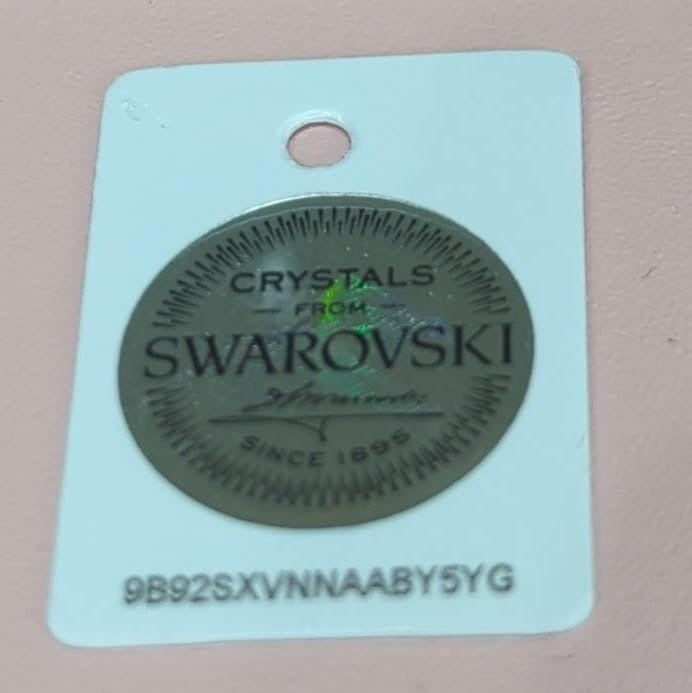 CRYSTALS
— FROM —
SWAROVSKI
SINCE 1895
9B92SXVNNAABY5YG